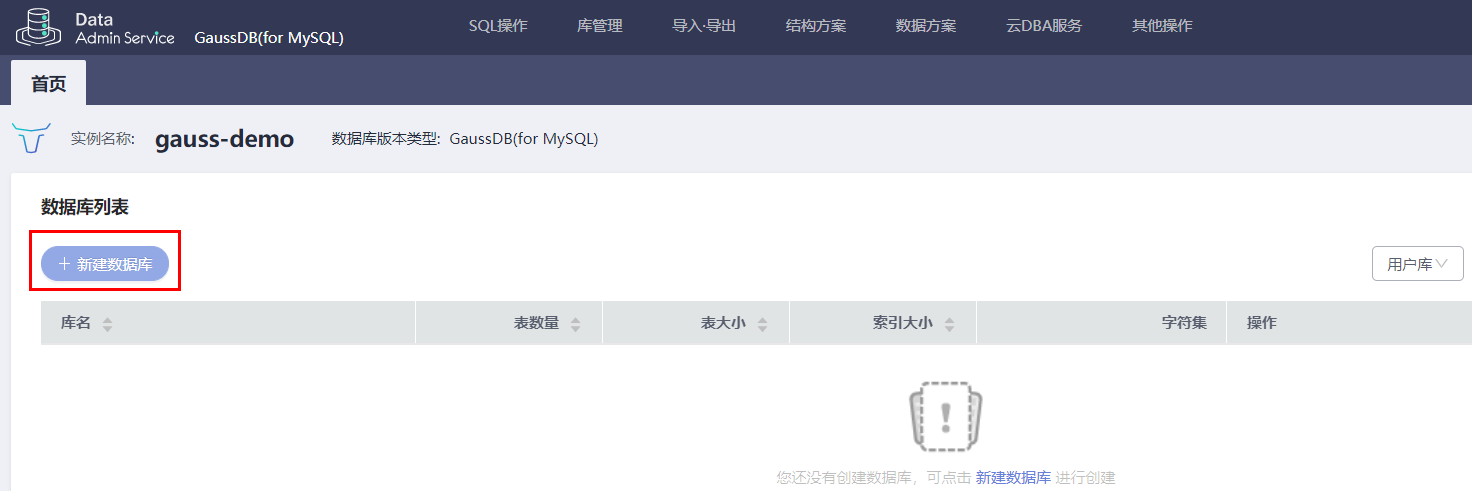 Data
Admin Service GaussDB(for MySQL) SQL操作 库管理 导入·导出 结构方案 数据方案 云DBA服务 其他操作
首页
实例名称: gauss-demo 数据库版本类型: GaussDB(for MySQL)
数据库列表
+ 新建数据库 用户库
库名 表数量 表大小 索引大小 字符集 操作
您还没有创建数据库，可点击 新建数据库 进行创建